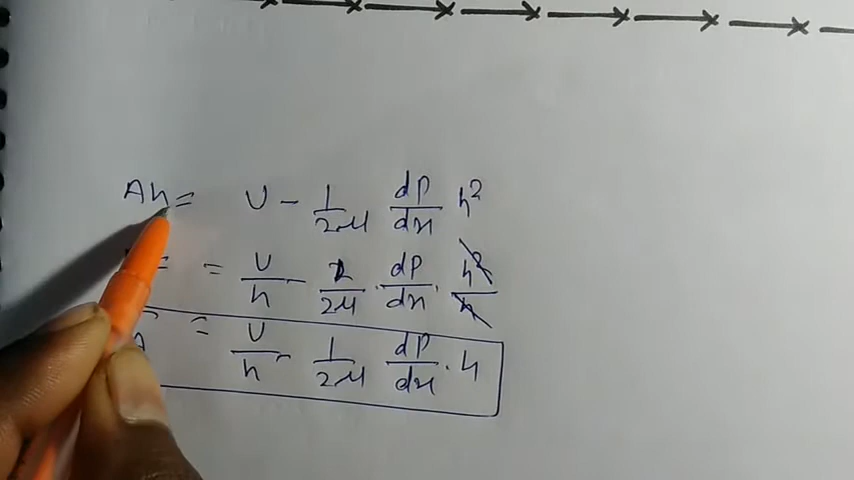 Ah = U - 1/2μ dP/dx h²
= U/h - 1/2μ · dP/dx · h²/h
A = U/h - 1/2μ dP/dx · h